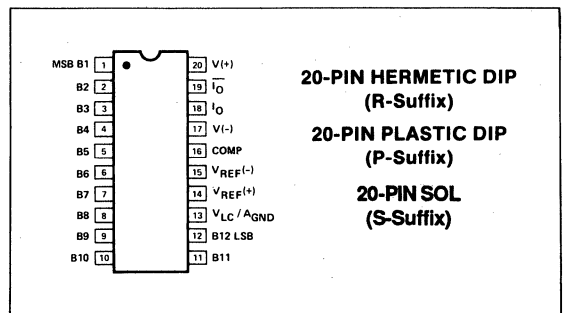 MSB B1 1 20 V(+)
B2 2 19 I̅O̅
B3 3 18 IO
B4 4 17 V(-)
B5 5 16 COMP
B6 6 15 VREF(-)
B7 7 14 VREF(+)
B8 8 13 VLC / AGND
B9 9 12 B12 LSB
B10 10 11 B11
20-PIN HERMETIC DIP
(R-Suffix)
20-PIN PLASTIC DIP
(P-Suffix)
20-PIN SOL
(S-Suffix)